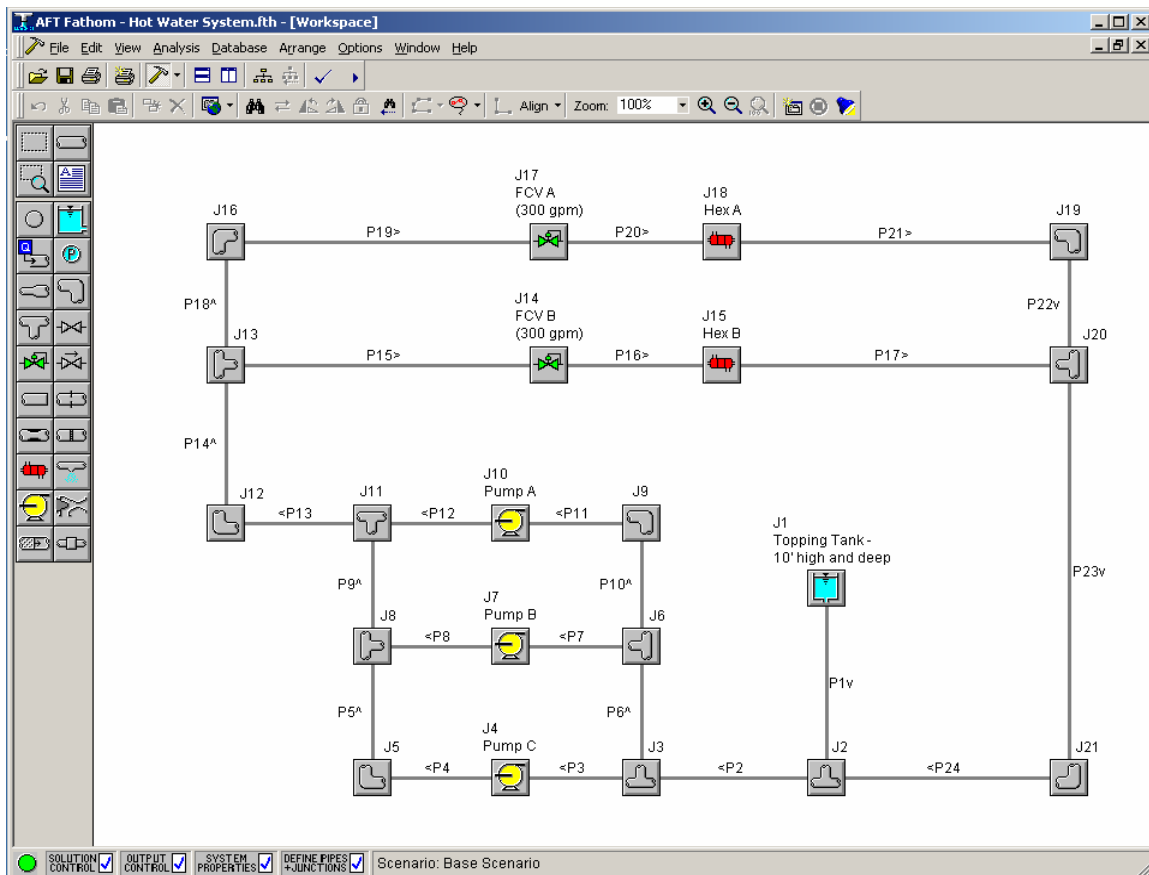 AFT Fathom - Hot Water System.fth - [Workspace]
File Edit View Analysis Database Arrange Options Window Help
Align Zoom: 100%
A
Q
P
J16
J17
FCV A
(300 gpm)
J18
Hex A
J19
P19>
P20>
P21>
P18^
P22v
J13
J14
FCV B
(300 gpm)
J15
Hex B
J20
P15>
P16>
P17>
P14^
J12
<P13
J11
<P12
J10
Pump A
<P11
J9
J1
Topping Tank -
10' high and deep
P23v
P9^
P10^
J8
<P8
J7
Pump B
<P7
J6
P1v
P5^
P6^
J5
<P4
J4
Pump C
<P3
J3
<P2
J2
<P24
J21
SOLUTION
CONTROL
OUTPUT
CONTROL
SYSTEM
PROPERTIES
DEFINE PIPES
+JUNCTIONS
Scenario: Base Scenario